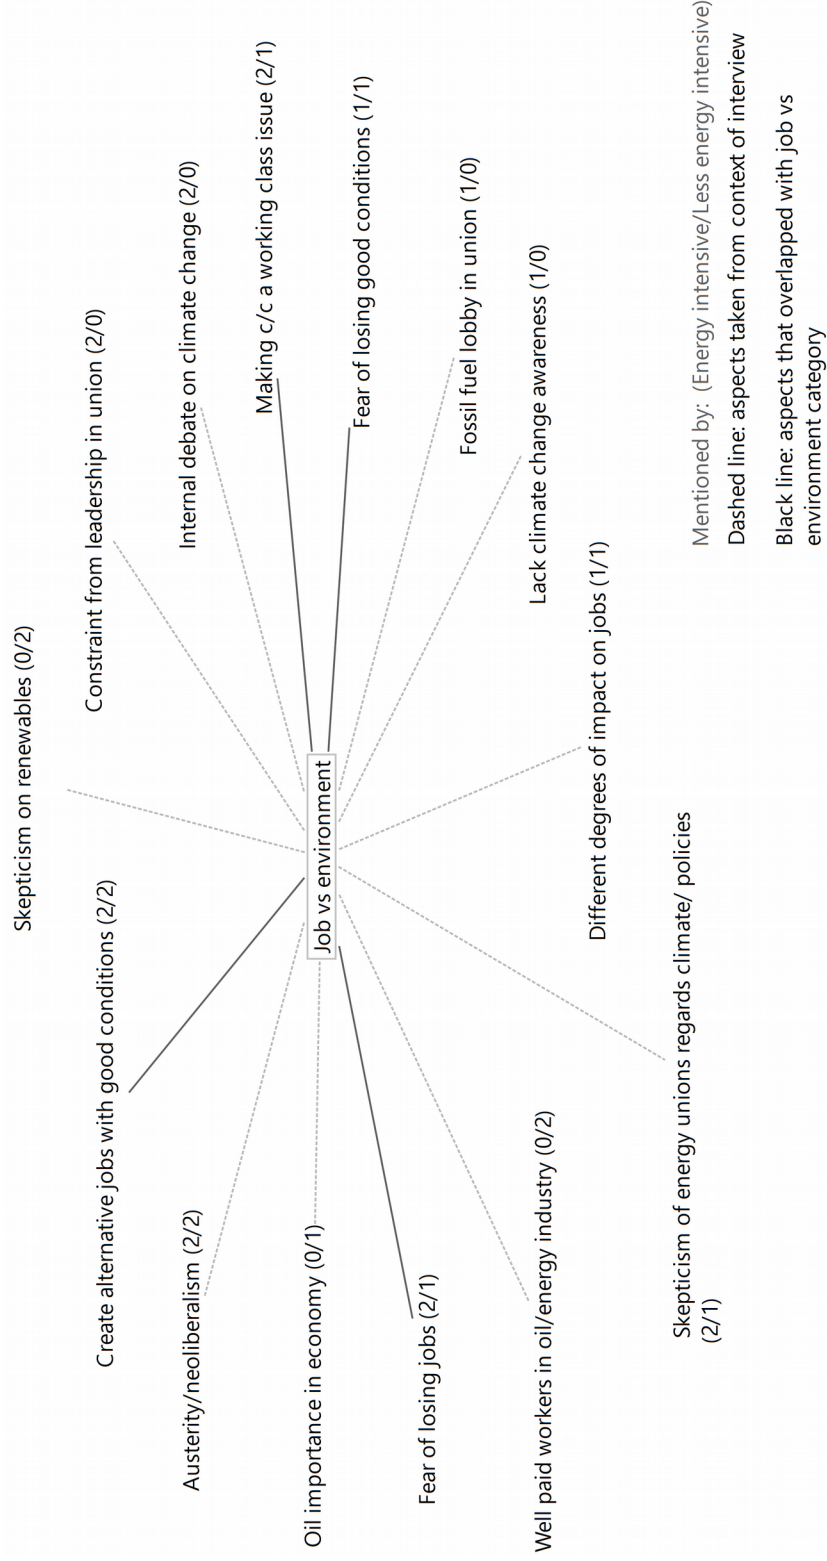 Skepticism on renewables (0/2)
Create alternative jobs with good conditions (2/2)
Constraint from leadership in union (2/0)
Austerity/neoliberalism (2/2)
Internal debate on climate change (2/0)
Oil importance in economy (0/1)
Job vs environment
Making c/c a working class issue (2/1)
Fear of losing good conditions (1/1)
Fear of losing jobs (2/1)
Fossil fuel lobby in union (1/0)
Well paid workers in oil/energy industry (0/2)
Lack climate change awareness (1/0)
Different degrees of impact on jobs (1/1)
Skepticism of energy unions regards climate/ policies
(2/1)
Mentioned by: (Energy intensive/Less energy intensive)
Dashed line: aspects taken from context of interview
Black line: aspects that overlapped with job vs
environment category